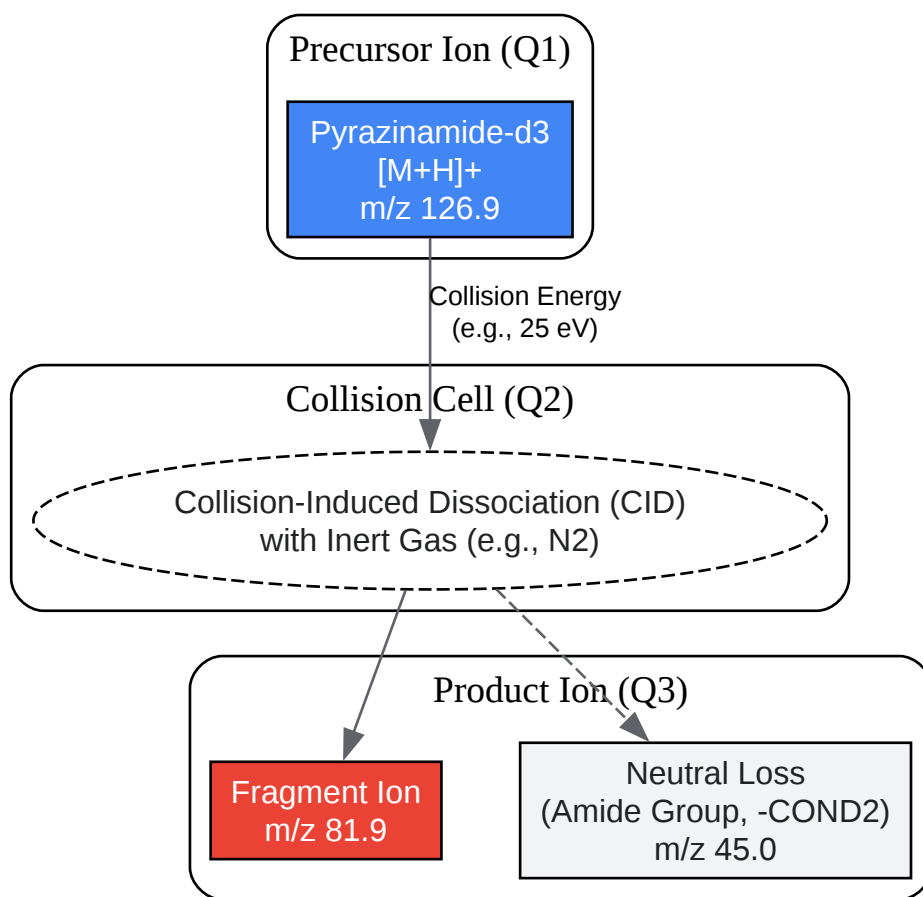 Precursor Ion (Q1)
Pyrazinamide-d3
[M+H]+
m/z 126.9
Collision Energy
(e.g., 25 eV)
Collision Cell (Q2)
Collision-Induced Dissociation (CID)
with Inert Gas (e.g., N2)
Product Ion (Q3)
Fragment Ion
m/z 81.9
Neutral Loss
(Amide Group, -COND2)
m/z 45.0